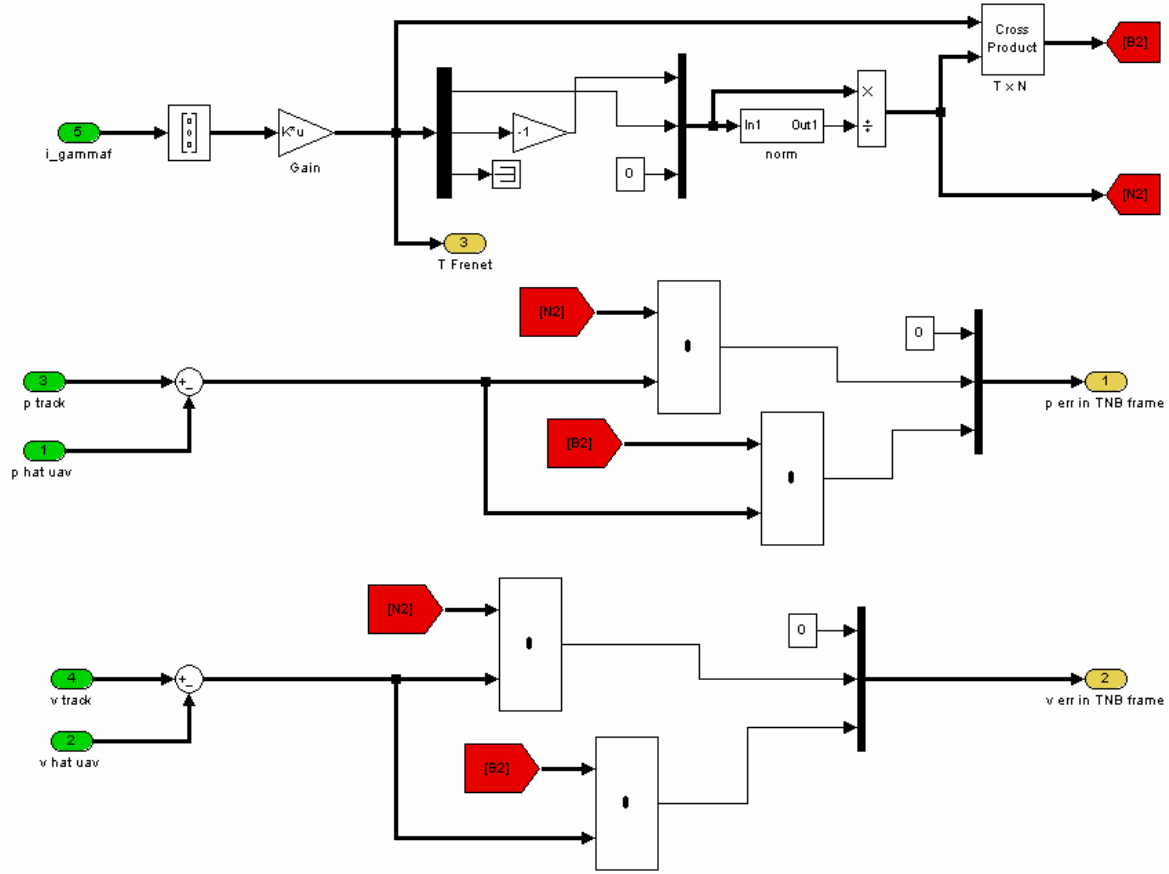 Cross
Product
T x N
[B2]
5
i_gammaf
K*u
Gain
-1
0
In1
Out1
norm
×
÷
[N2]
3
T Frenet
[N2]
0
3
p track
+
-
1
p err in TNB frame
1
p hat uav
[B2]
[N2]
0
4
v track
+
-
2
v err in TNB frame
2
v hat uav
[B2]